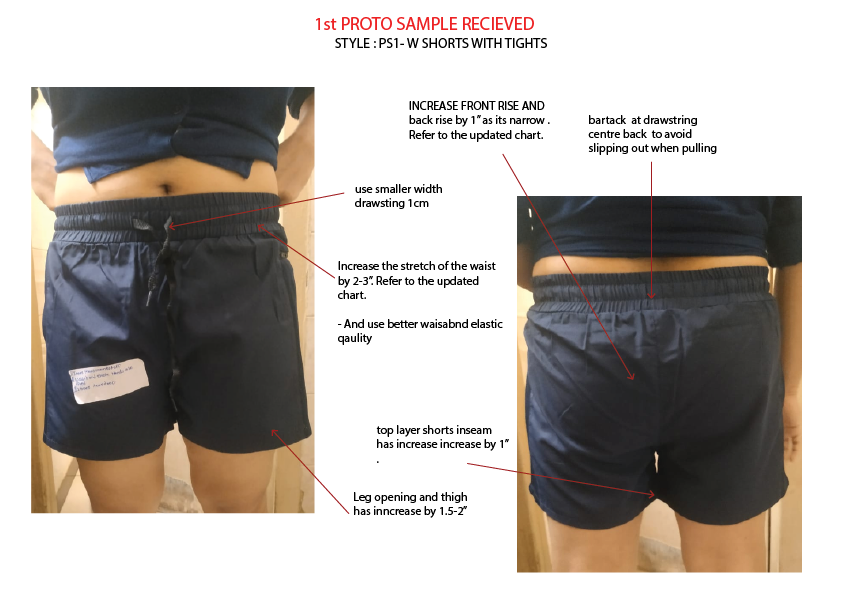 1st PROTO SAMPLE RECIEVED
STYLE : PS1- W SHORTS WITH TIGHTS
INCREASE FRONT RISE AND
back rise by 1” as its narrow .
Refer to the updated chart.
bartack at drawstring
centre back to avoid
slipping out when pulling
use smaller width
drawsting 1cm
Increase the stretch of the waist
by 2-3”. Refer to the updated
chart.
- And use better waisabnd elastic
qaulity
top layer shorts inseam
has increase increase by 1”
.
Leg opening and thigh
has inncrease by 1.5-2”